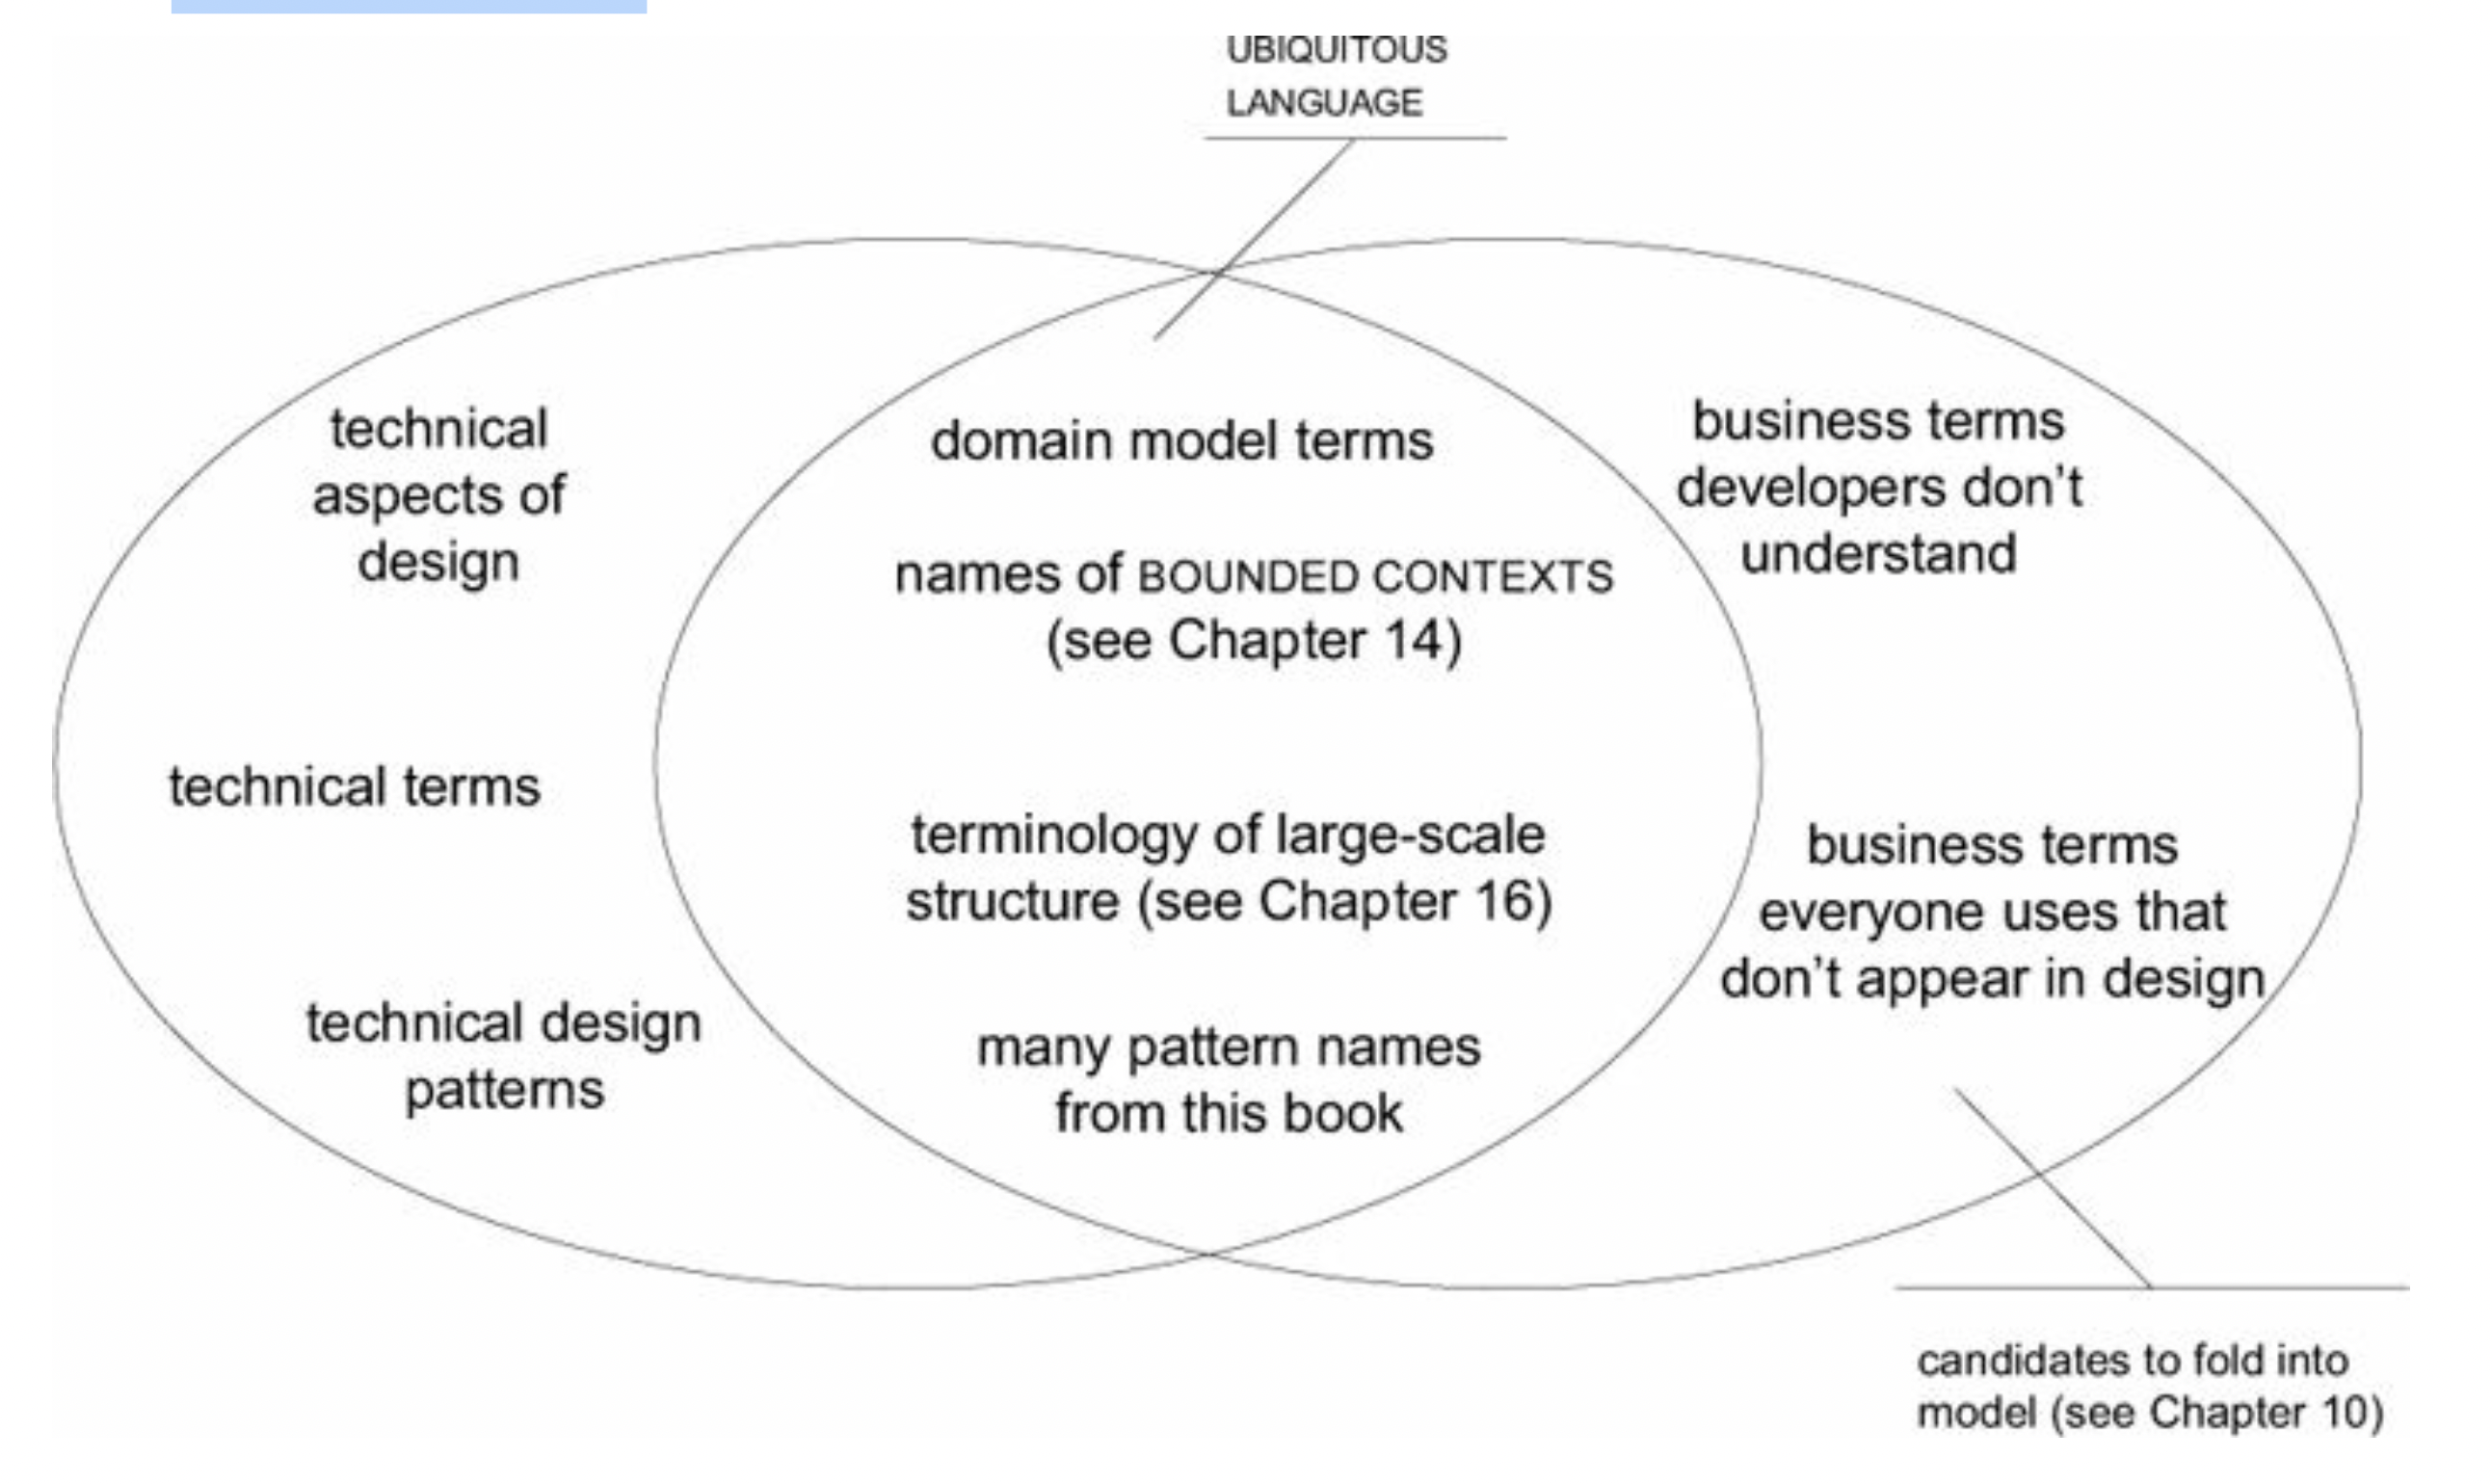 UBIQUITOUS
LANGUAGE
technical
aspects of
design
technical terms
technical design
patterns
domain model terms
names of BOUNDED CONTEXTS
(see Chapter 14)
terminology of large-scale
structure (see Chapter 16)
many pattern names
from this book
business terms
developers don’t
understand
business terms
everyone uses that
don’t appear in design
candidates to fold into
model (see Chapter 10)